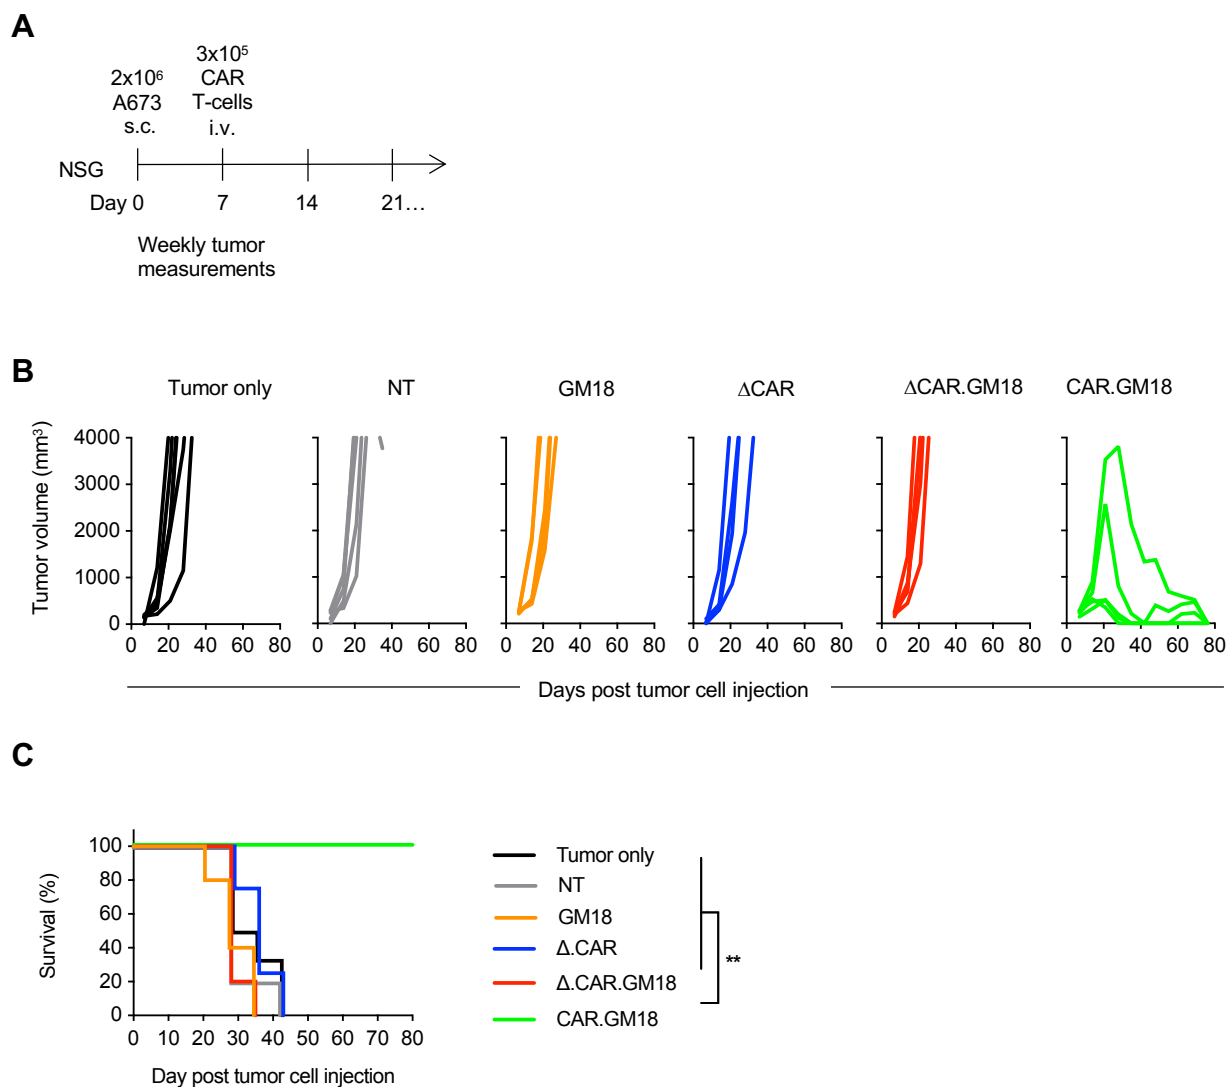 A
2x10⁶
A673
s.c.
3x10⁵
CAR
T-cells
i.v.
NSG
Day 0 7 14 21…
Weekly tumor
measurements
B
Tumor only NT GM18 ΔCAR ΔCAR.GM18 CAR.GM18
Tumor volume (mm³)
4000
3000
2000
1000
0
0 20 40 60 80 0 20 40 60 80 0 20 40 60 80 0 20 40 60 80 0 20 40 60 80 0 20 40 60 80
Days post tumor cell injection
C
Survival (%)
100
80
60
40
20
0
0 10 20 30 40 50 60 70 80
Day post tumor cell injection
Tumor only
NT
GM18
Δ.CAR
Δ.CAR.GM18
CAR.GM18
**